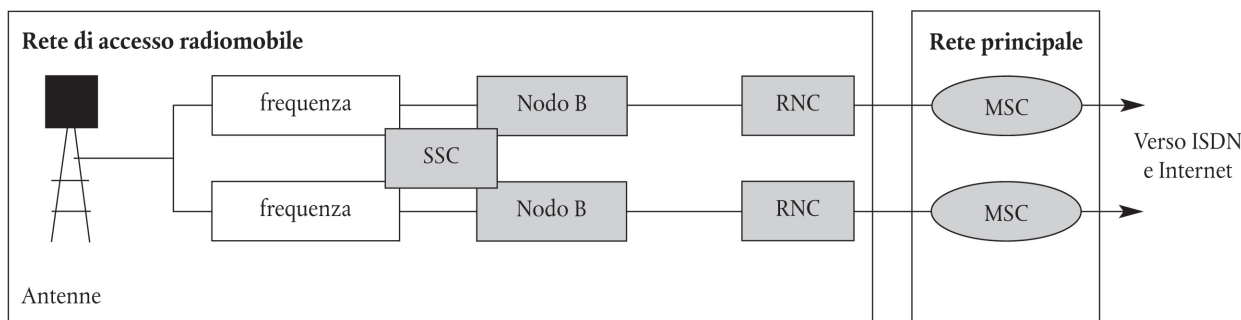 Rete di accesso radiomobile
Rete principale
frequenza
Nodo B
RNC
MSC
SSC
Verso ISDN
e Internet
frequenza
Nodo B
RNC
MSC
Antenne